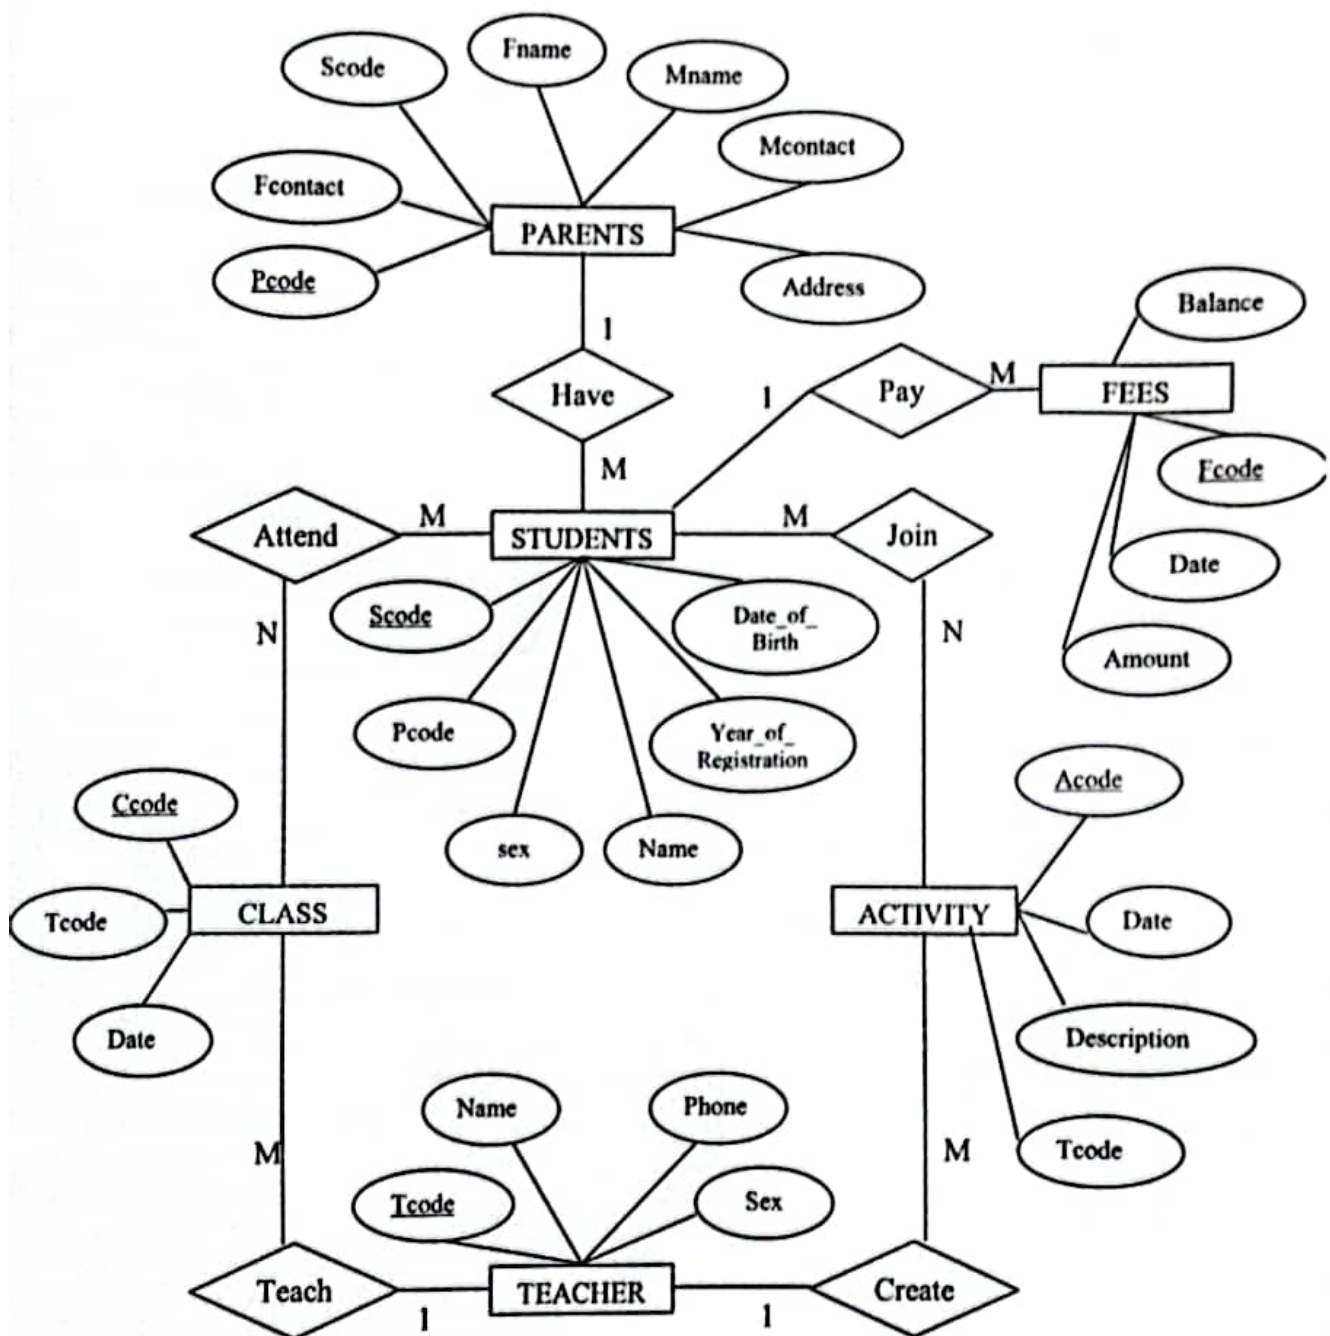 Fname
Scode
Mname
Mcontact
Fcontact
PARENTS
Pcode
Address
Balance
1
Have
1
Pay
M
FEES
M
Fcode
Attend
M
STUDENTS
M
Join
Date
Scode
Date_of_
Birth
N
N
Amount
Pcode
Year_of_
Registration
Ccode
Acode
sex
Name
Tcode
CLASS
ACTIVITY
Date
Date
Description
Name
Phone
M
M
Tcode
Tcode
Sex
Teach
1
TEACHER
1
Create